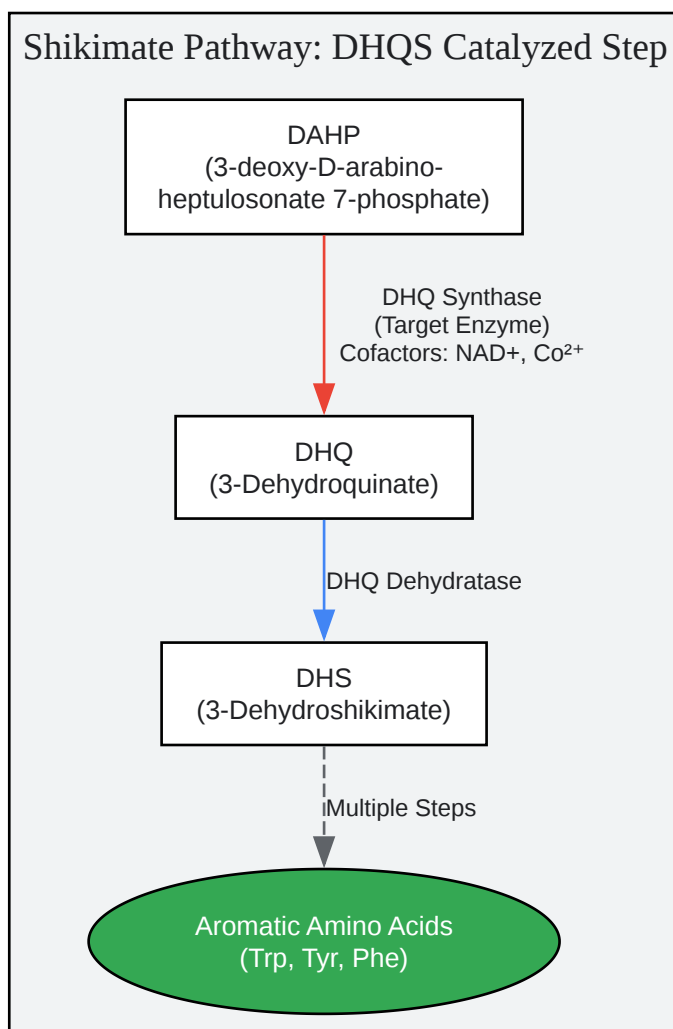 Shikimate Pathway: DHQS Catalyzed Step
DAHP
(3-deoxy-D-arabino-
heptulosonate 7-phosphate)
DHQ Synthase
(Target Enzyme)
Cofactors: NAD+, Co²⁺
DHQ
(3-Dehydroquinate)
DHQ Dehydratase
DHS
(3-Dehydroshikimate)
Multiple Steps
Aromatic Amino Acids
(Trp, Tyr, Phe)